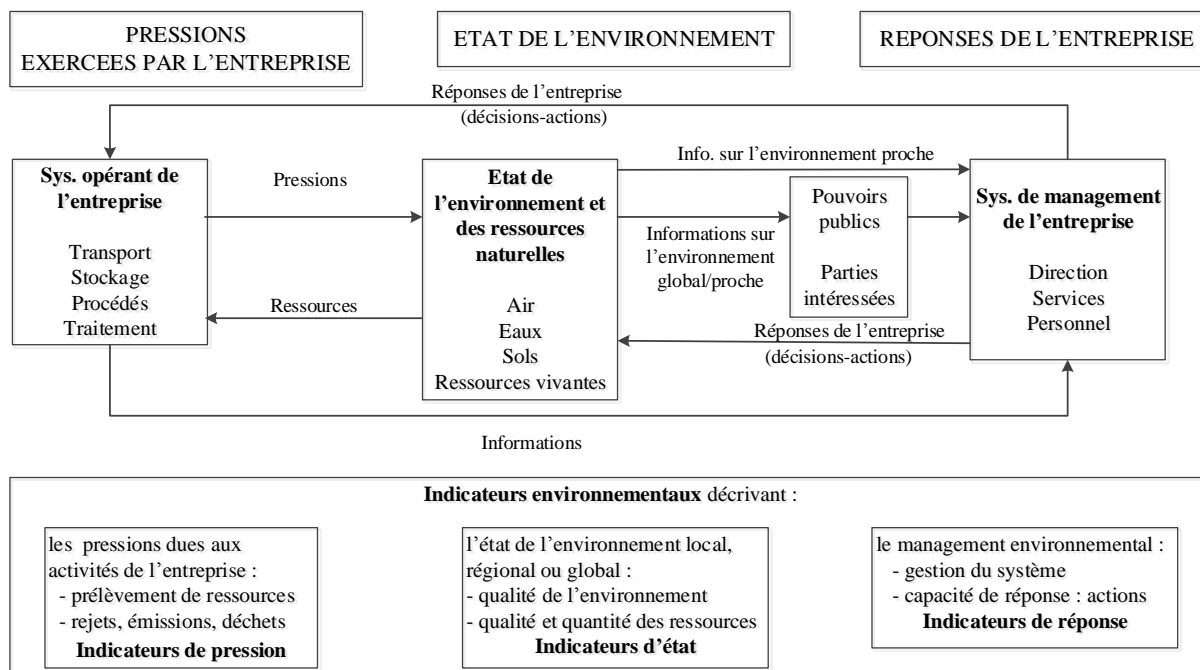 PRESSIONS
EXERCEES PAR L’ENTREPRISE
ETAT DE L’ENVIRONNEMENT
REPONSES DE L’ENTREPRISE
Réponses de l’entreprise
(décisions-actions)
Sys. opérant de
l’entreprise
Transport
Stockage
Procédés
Traitement
Pressions
Ressources
Etat de
l’environnement et
des ressources
naturelles
Air
Eaux
Sols
Ressources vivantes
Info. sur l’environnement proche
Informations sur
l’environnement
global/proche
Pouvoirs
publics
Parties
intéressées
Réponses de l’entreprise
(décisions-actions)
Sys. de management
de l’entreprise
Direction
Services
Personnel
Informations
Indicateurs environnementaux décrivant :
les pressions dues aux
activités de l’entreprise :
- prélèvement de ressources
- rejets, émissions, déchets
Indicateurs de pression
l’état de l’environnement local,
régional ou global :
- qualité de l’environnement
- qualité et quantité des ressources
Indicateurs d’état
le management environnemental :
- gestion du système
- capacité de réponse : actions
Indicateurs de réponse